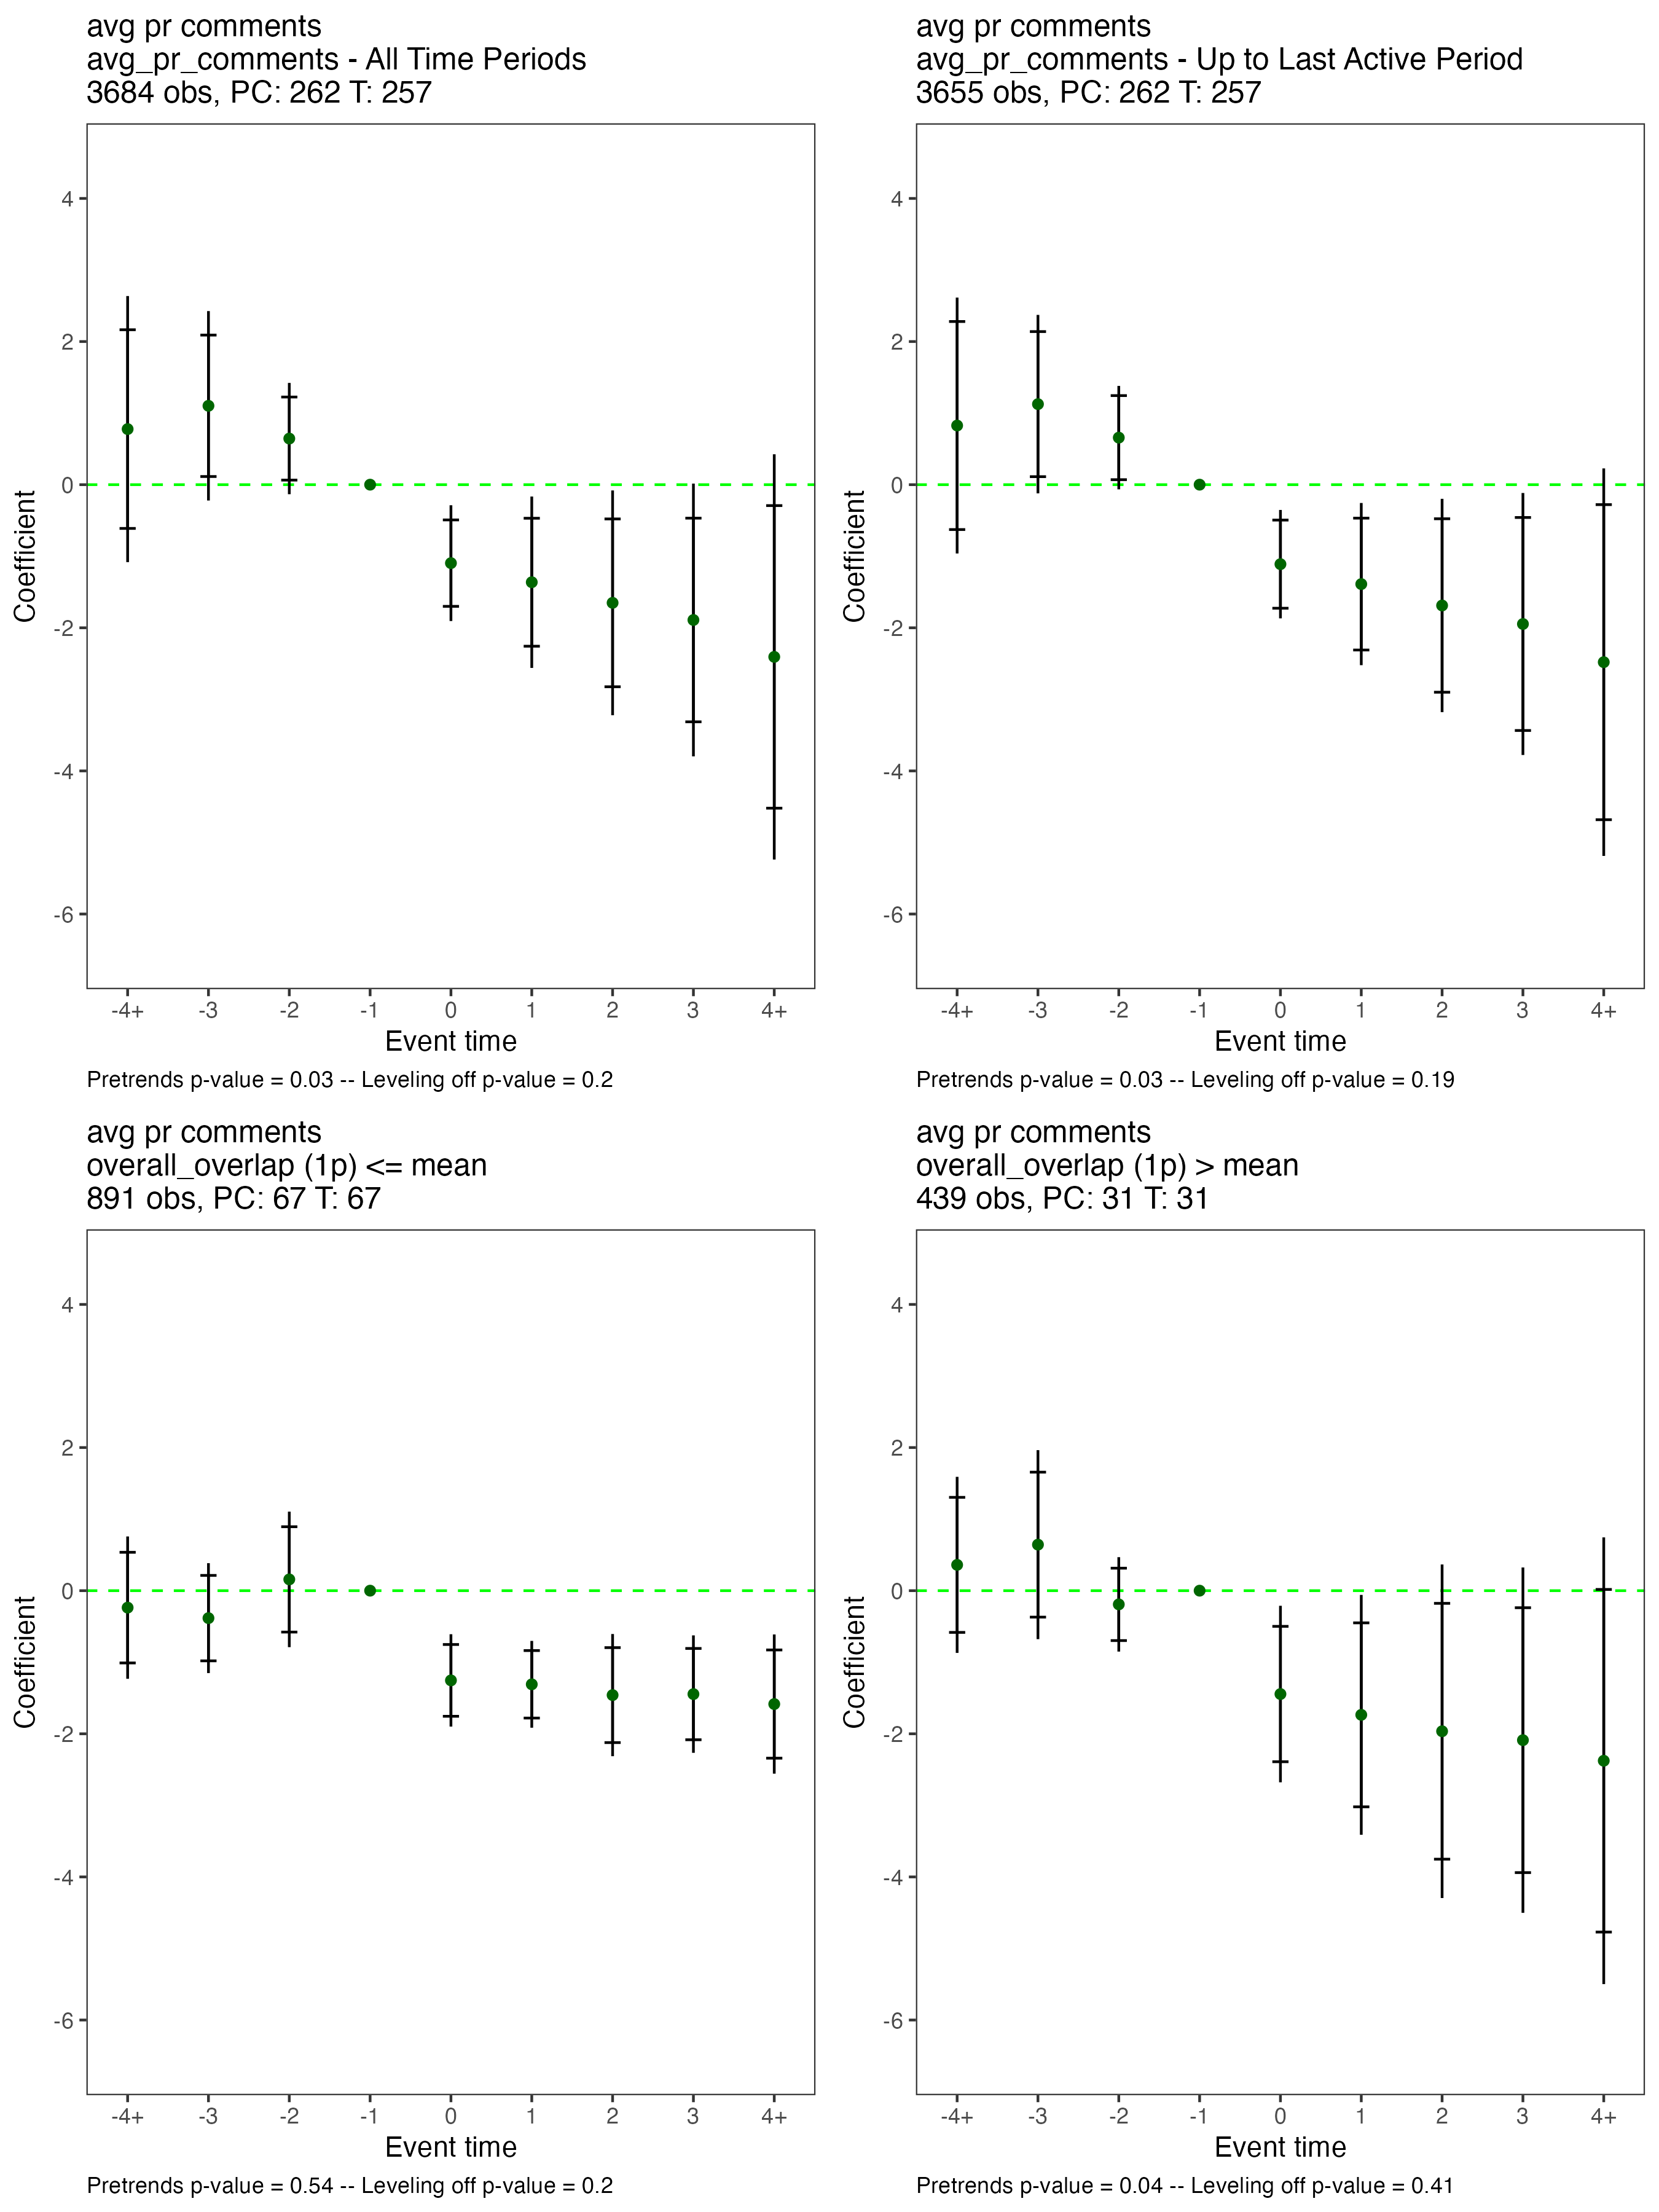 avg pr comments
avg_pr_comments - All Time Periods
3684 obs, PC: 262 T: 257
Coefficient
4
2
0
-2
-4
-6
-4+ -3 -2 -1 0 1 2 3 4+
Event time
Pretrends p-value = 0.03 -- Leveling off p-value = 0.2
avg pr comments
avg_pr_comments - Up to Last Active Period
3655 obs, PC: 262 T: 257
Coefficient
4
2
0
-2
-4
-6
-4+ -3 -2 -1 0 1 2 3 4+
Event time
Pretrends p-value = 0.03 -- Leveling off p-value = 0.19
avg pr comments
overall_overlap (1p) <= mean
891 obs, PC: 67 T: 67
Coefficient
4
2
0
-2
-4
-6
-4+ -3 -2 -1 0 1 2 3 4+
Event time
Pretrends p-value = 0.54 -- Leveling off p-value = 0.2
avg pr comments
overall_overlap (1p) > mean
439 obs, PC: 31 T: 31
Coefficient
4
2
0
-2
-4
-6
-4+ -3 -2 -1 0 1 2 3 4+
Event time
Pretrends p-value = 0.04 -- Leveling off p-value = 0.41